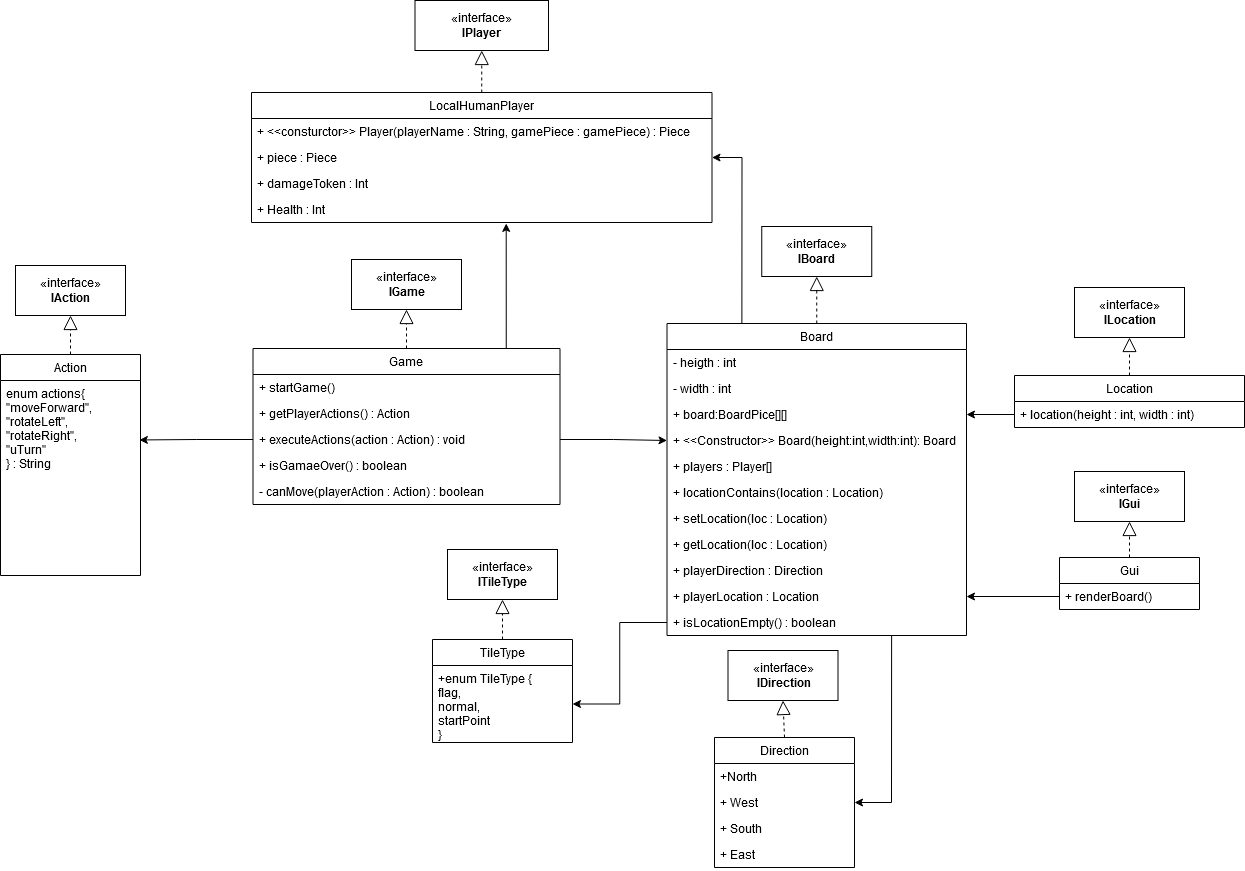 «interface»
IPlayer
LocalHumanPlayer
+ <<consturctor>> Player(playerName : String, gamePiece : gamePiece) : Piece
+ piece : Piece
+ damageToken : Int
+ Health : Int
«interface»
IAction
Action
enum actions{
"moveForward",
"rotateLeft",
"rotateRight",
"uTurn"
} : String
«interface»
IGame
Game
+ startGame()
+ getPlayerActions() : Action
+ executeActions(action : Action) : void
+ isGamaeOver() : boolean
- canMove(playerAction : Action) : boolean
«interface»
IBoard
Board
- heigth : int
- width : int
+ board:BoardPice[][]
+ <<Constructor>> Board(height:int,width:int): Board
+ players : Player[]
+ locationContains(location : Location)
+ setLocation(loc : Location)
+ getLocation(loc : Location)
+ playerDirection : Direction
+ playerLocation : Location
+ isLocationEmpty() : boolean
«interface»
ILocation
Location
+ location(height : int, width : int)
«interface»
IGui
Gui
+ renderBoard()
«interface»
ITileType
TileType
+enum TileType {
flag,
normal,
startPoint
}
«interface»
IDirection
Direction
+North
+ West
+ South
+ East